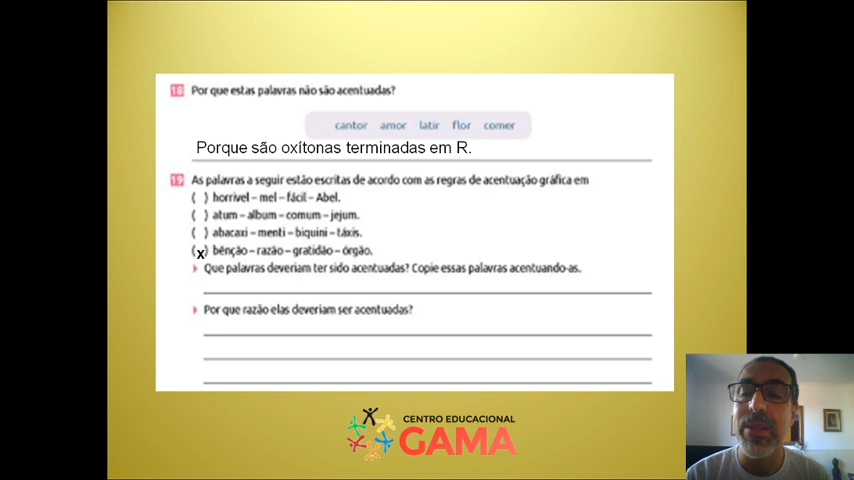 18 Por que estas palavras não são acentuadas?
cantor amor latir flor comer
Porque são oxítonas terminadas em R.
19 As palavras a seguir estão escritas de acordo com as regras de acentuação gráfica em
( ) horrivel – mel – fácil – Abel.
( ) atum – album – comum – jejum.
( ) abacaxi – menti – biquini – táxis.
(x) bênção – razão – gratidão – órgão.
Que palavras deveriam ter sido acentuadas? Copie essas palavras acentuando-as.
Por que razão elas deveriam ser acentuadas?
CENTRO EDUCACIONAL
GAMA